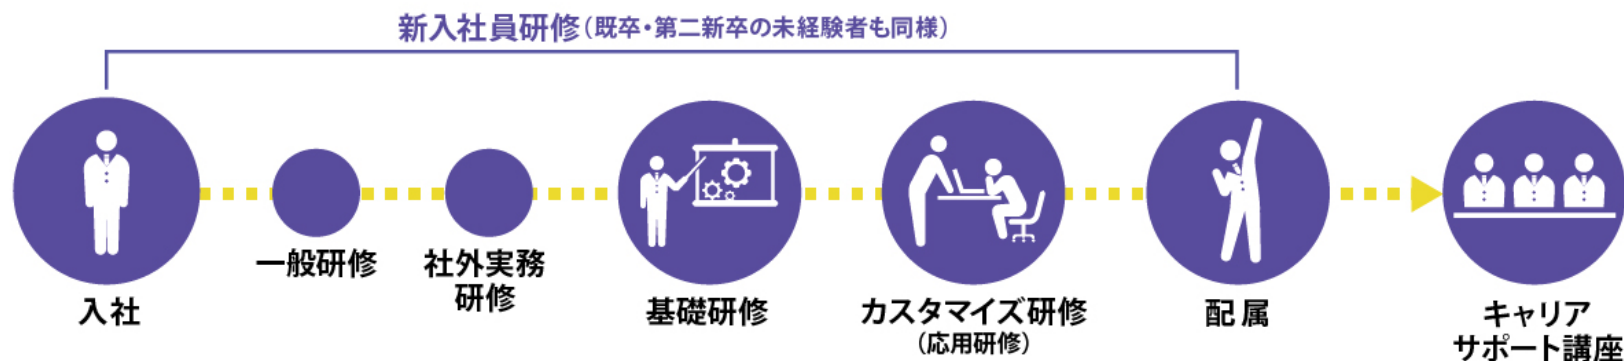 新入社員研修(既卒・第二新卒の未経験者も同様)
入社
一般研修
社外実務
研修
基礎研修
カスタマイズ研修
(応用研修)
配属
キャリア
サポート講座